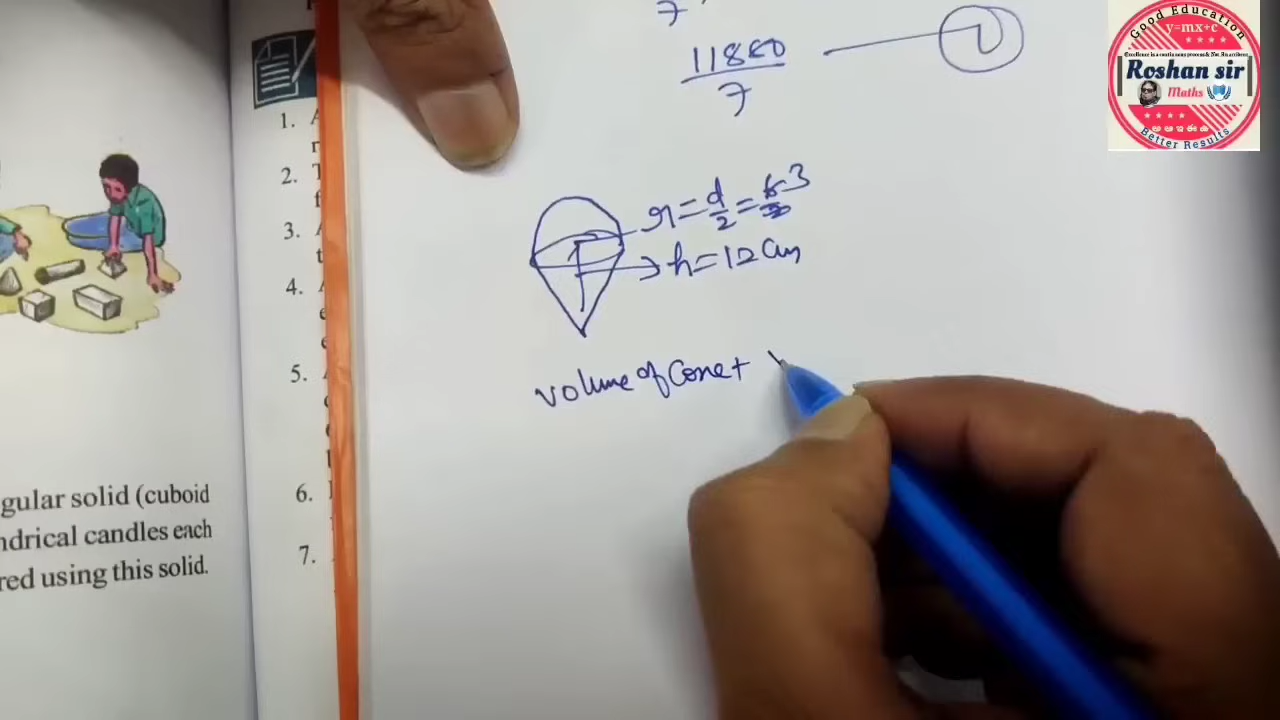 7
11880
7
r = d/2 = 6 3
h = 12 cm
volume of Cone +
1.
2.
3.
4.
5.
6.
7.
gular solid (cuboid
ndrical candles each
red using this solid.
Good Education
y=mx+c
Roshan sir
Maths
Better Results